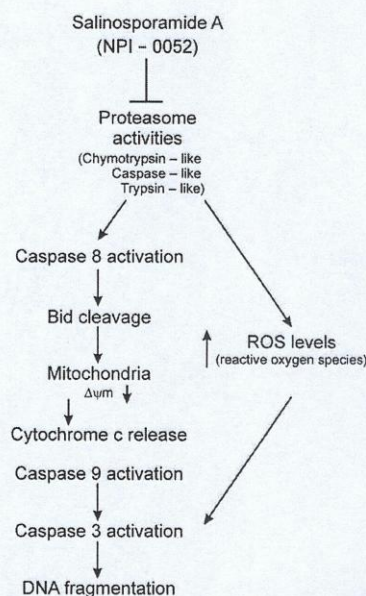 Salinosporamide A
(NPI – 0052)
Proteasome
activities
(Chymotrypsin – like
Caspase – like
Trypsin – like)
Caspase 8 activation
Bid cleavage
Mitochondria
Δψm
Cytochrome c release
Caspase 9 activation
Caspase 3 activation
DNA fragmentation
ROS levels
(reactive oxygen species)